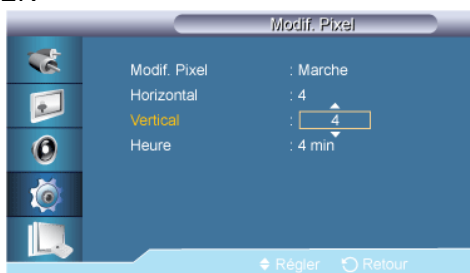 Modif. Pixel
Modif. Pixel : Marche
Horizontal : 4
Vertical : 4
Heure : 4 min
Régler Retour